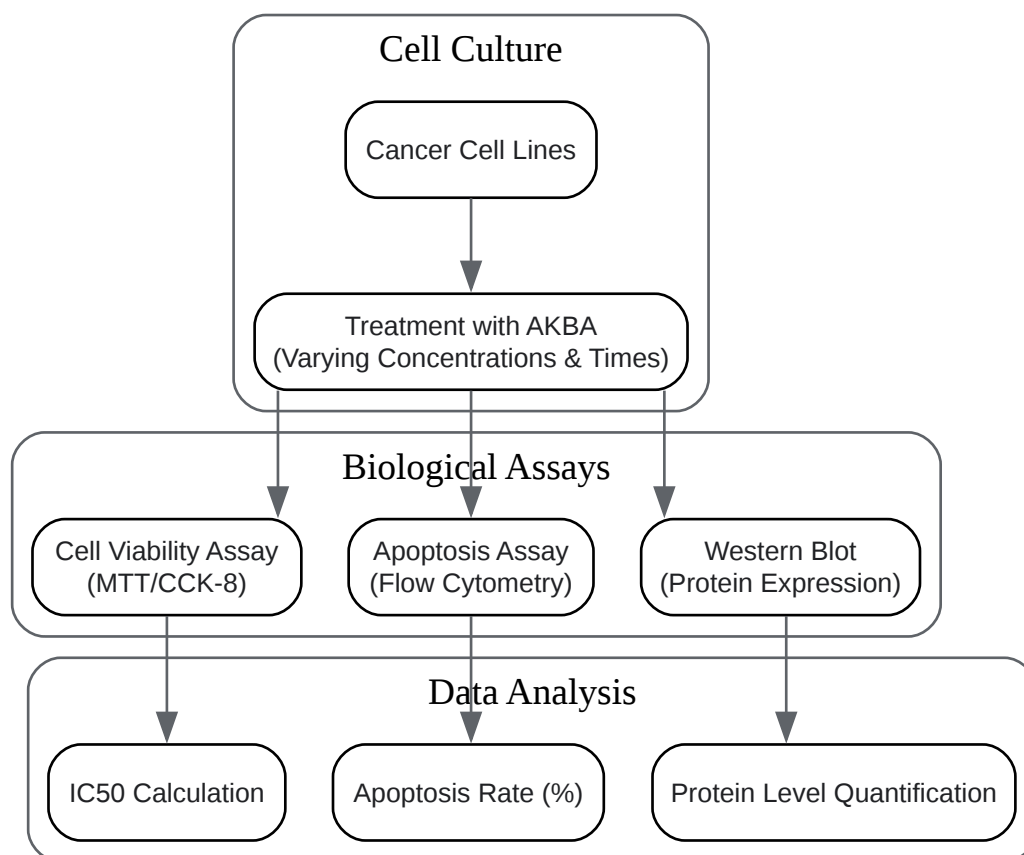 Cell Culture
Cancer Cell Lines
Treatment with AKBA
(Varying Concentrations & Times)
Biological Assays
Cell Viability Assay
(MTT/CCK-8)
Apoptosis Assay
(Flow Cytometry)
Western Blot
(Protein Expression)
Data Analysis
IC50 Calculation
Apoptosis Rate (%)
Protein Level Quantification